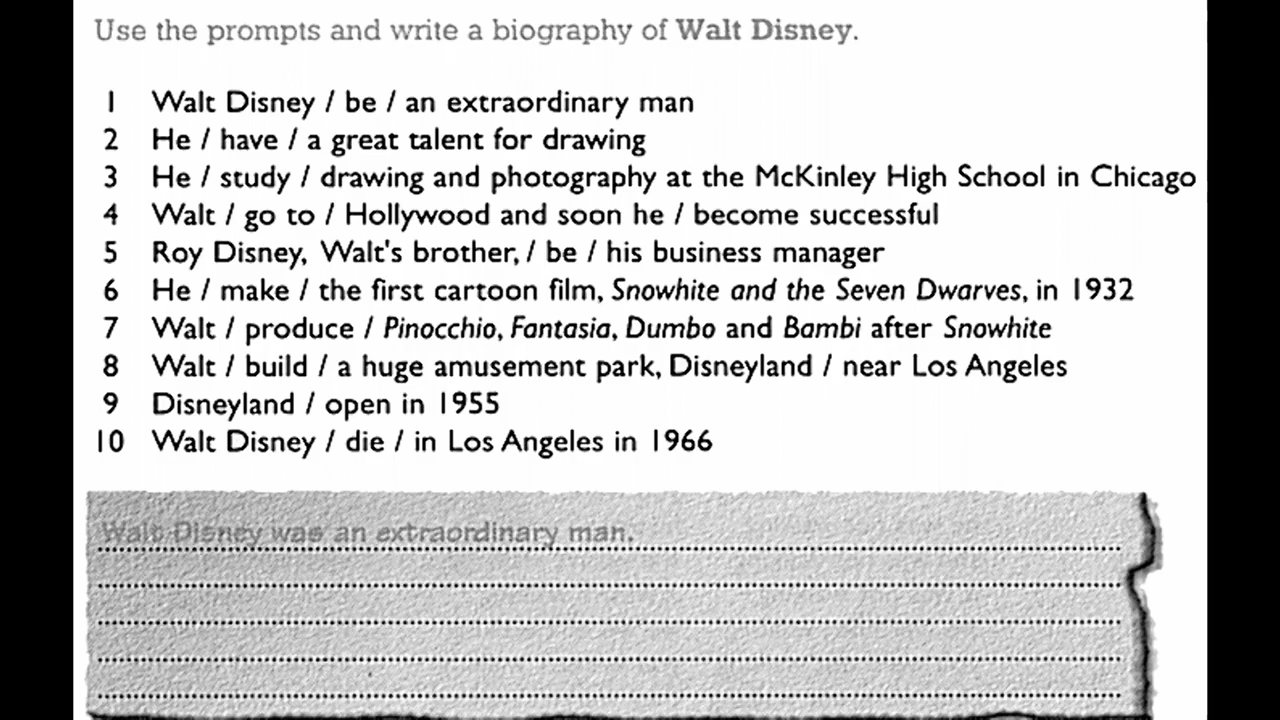 Use the prompts and write a biography of Walt Disney.
1 Walt Disney / be / an extraordinary man
2 He / have / a great talent for drawing
3 He / study / drawing and photography at the McKinley High School in Chicago
4 Walt / go to / Hollywood and soon he / become successful
5 Roy Disney, Walt's brother, / be / his business manager
6 He / make / the first cartoon film, Snowhite and the Seven Dwarves, in 1932
7 Walt / produce / Pinocchio, Fantasia, Dumbo and Bambi after Snowhite
8 Walt / build / a huge amusement park, Disneyland / near Los Angeles
9 Disneyland / open in 1955
10 Walt Disney / die / in Los Angeles in 1966
Walt Disney was an extraordinary man.